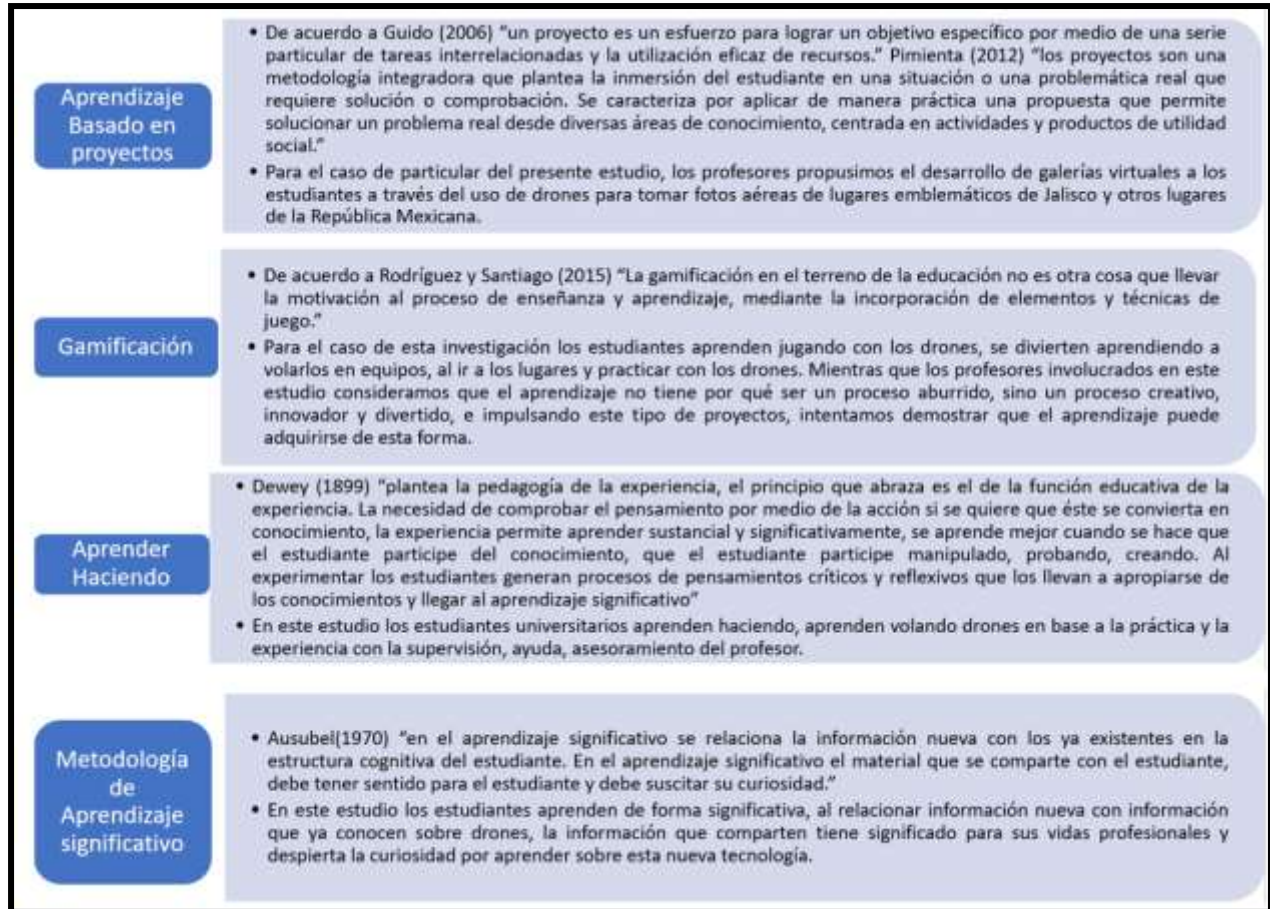 Aprendizaje
Basado en
proyectos
• De acuerdo a Guido (2006) “un proyecto es un esfuerzo para lograr un objetivo específico por medio de una serie
particular de tareas interrelacionadas y la utilización eficaz de recursos.” Pimienta (2012) “los proyectos son una
metodología integradora que plantea la inmersión del estudiante en una situación o una problemática real que
requiere solución o comprobación. Se caracteriza por aplicar de manera práctica una propuesta que permite
solucionar un problema real desde diversas áreas de conocimiento, centrada en actividades y productos de utilidad
social.”
• Para el caso de particular del presente estudio, los profesores propusimos el desarrollo de galerías virtuales a los
estudiantes a través del uso de drones para tomar fotos aéreas de lugares emblemáticos de Jalisco y otros lugares
de la República Mexicana.
Gamificación
• De acuerdo a Rodríguez y Santiago (2015) “La gamificación en el terreno de la educación no es otra cosa que llevar
la motivación al proceso de enseñanza y aprendizaje, mediante la incorporación de elementos y técnicas de
juego.”
• Para el caso de esta investigación los estudiantes aprenden jugando con los drones, se divierten aprendiendo a
volarlos en equipos, al ir a los lugares y practicar con los drones. Mientras que los profesores involucrados en este
estudio consideramos que el aprendizaje no tiene por qué ser un proceso aburrido, sino un proceso creativo,
innovador y divertido, e impulsando este tipo de proyectos, intentamos demostrar que el aprendizaje puede
adquirirse de esta forma.
Aprender
Haciendo
• Dewey (1899) “plantea la pedagogía de la experiencia, el principio que abraza es el de la función educativa de la
experiencia. La necesidad de comprobar el pensamiento por medio de la acción si se quiere que éste se convierta en
conocimiento, la experiencia permite aprender sustancial y significativamente, se aprende mejor cuando se hace que
el estudiante participe del conocimiento, que el estudiante participe manipulado, probando, creando. Al
experimentar los estudiantes generan procesos de pensamientos críticos y reflexivos que los llevan a apropiarse de
los conocimientos y llegar al aprendizaje significativo”
• En este estudio los estudiantes universitarios aprenden haciendo, aprenden volando drones en base a la práctica y la
experiencia con la supervisión, ayuda, asesoramiento del profesor.
Metodología
de
Aprendizaje
significativo
• Ausubel(1970) “en el aprendizaje significativo se relaciona la información nueva con los ya existentes en la
estructura cognitiva del estudiante. En el aprendizaje significativo el material que se comparte con el estudiante,
debe tener sentido para el estudiante y debe suscitar su curiosidad.”
• En este estudio los estudiantes aprenden de forma significativa, al relacionar información nueva con información
que ya conocen sobre drones, la información que comparten tiene significado para sus vidas profesionales y
despierta la curiosidad por aprender sobre esta nueva tecnología.